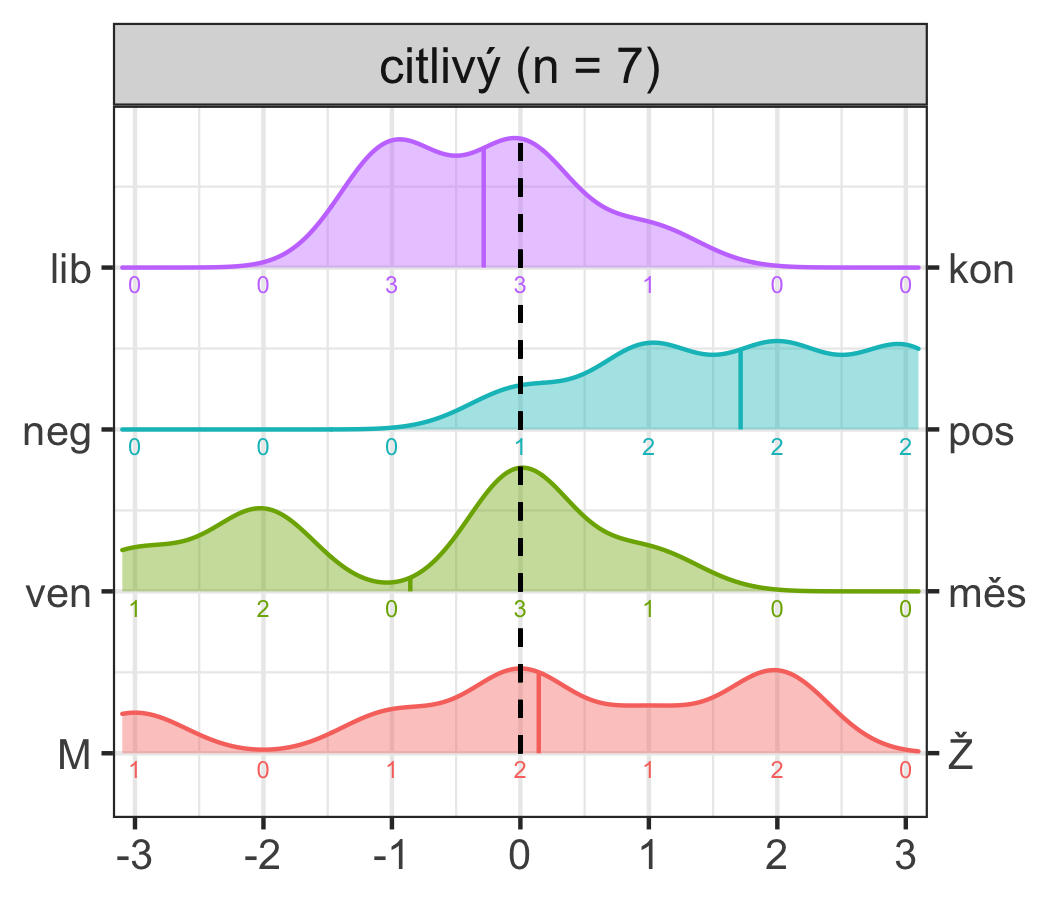 citlivý (n = 7)
lib kon
0 0 3 3 1 0 0
neg pos
0 0 0 1 2 2 2
ven měs
1 2 0 3 1 0 0
M Ž
1 0 1 2 1 2 0
-3 -2 -1 0 1 2 3